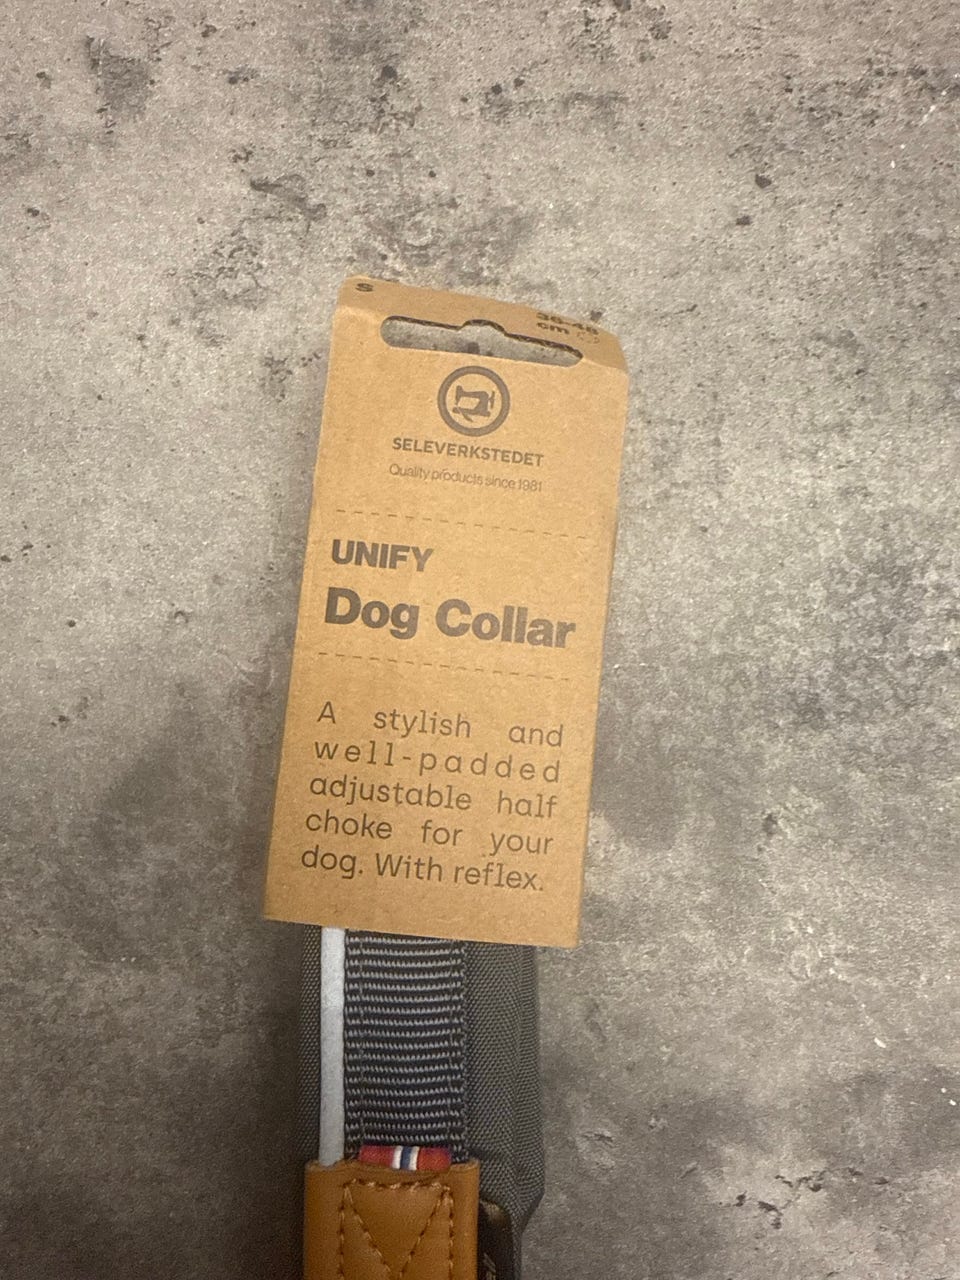 S
cm
SELEVERKSTEDET
Quality products since 1981
UNIFY
Dog Collar
A stylish and
well-padded
adjustable half
choke for your
dog. With reflex.